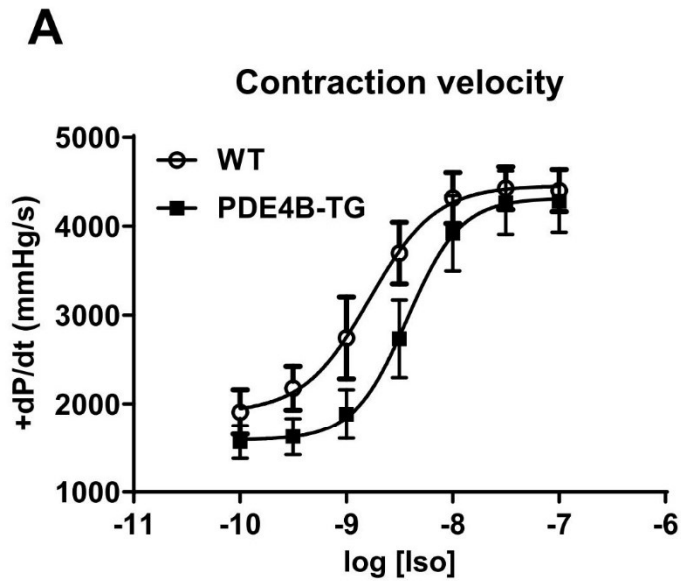 A
Contraction velocity
WT
PDE4B-TG
+dP/dt (mmHg/s)
5000
4000
3000
2000
1000
-11 -10 -9 -8 -7 -6
log [Iso]